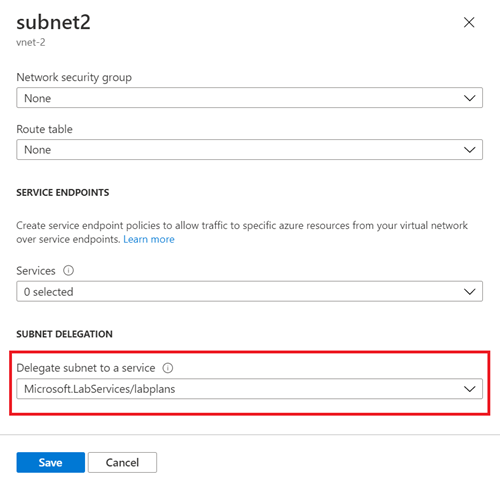 subnet2
vnet-2
Network security group
None
Route table
None
SERVICE ENDPOINTS
Create service endpoint policies to allow traffic to specific azure resources from your virtual network
over service endpoints. Learn more
Services
0 selected
SUBNET DELEGATION
Delegate subnet to a service
Microsoft.LabServices/labplans
Save
Cancel